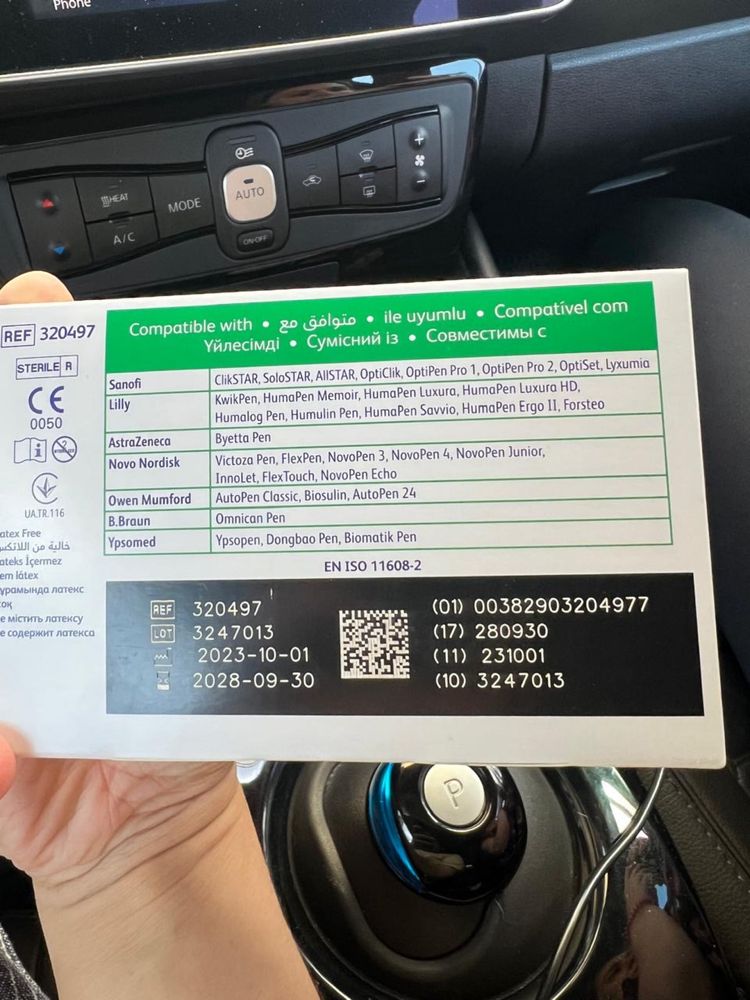 Phone
HEAT
MODE
AUTO
A/C
ON·OFF
REF 320497
STERILE R
CE
0050
UA.TR.116
atex Free
خالية من اللاتكس
ateks İçermez
em látex
құрамында латекс
оқ
е містить латексу
е содержит латекса
Compatible with • متوافق مع • ile uyumlu • Compatível com
Үйлесімді • Сумісний із • Совместимы с
Sanofi ClikSTAR, SoloSTAR, AllSTAR, OptiClik, OptiPen Pro 1, OptiPen Pro 2, OptiSet, Lyxumia
Lilly KwikPen, HumaPen Memoir, HumaPen Luxura, HumaPen Luxura HD,
Humalog Pen, Humulin Pen, HumaPen Savvio, HumaPen Ergo II, Forsteo
AstraZeneca Byetta Pen
Novo Nordisk Victoza Pen, FlexPen, NovoPen 3, NovoPen 4, NovoPen Junior,
InnoLet, FlexTouch, NovoPen Echo
Owen Mumford AutoPen Classic, Biosulin, AutoPen 24
B.Braun Omnican Pen
Ypsomed Ypsopen, Dongbao Pen, Biomatik Pen
EN ISO 11608-2
REF 320497
LOT 3247013
2023-10-01
2028-09-30
(01) 00382903204977
(17) 280930
(11) 231001
(10) 3247013
P